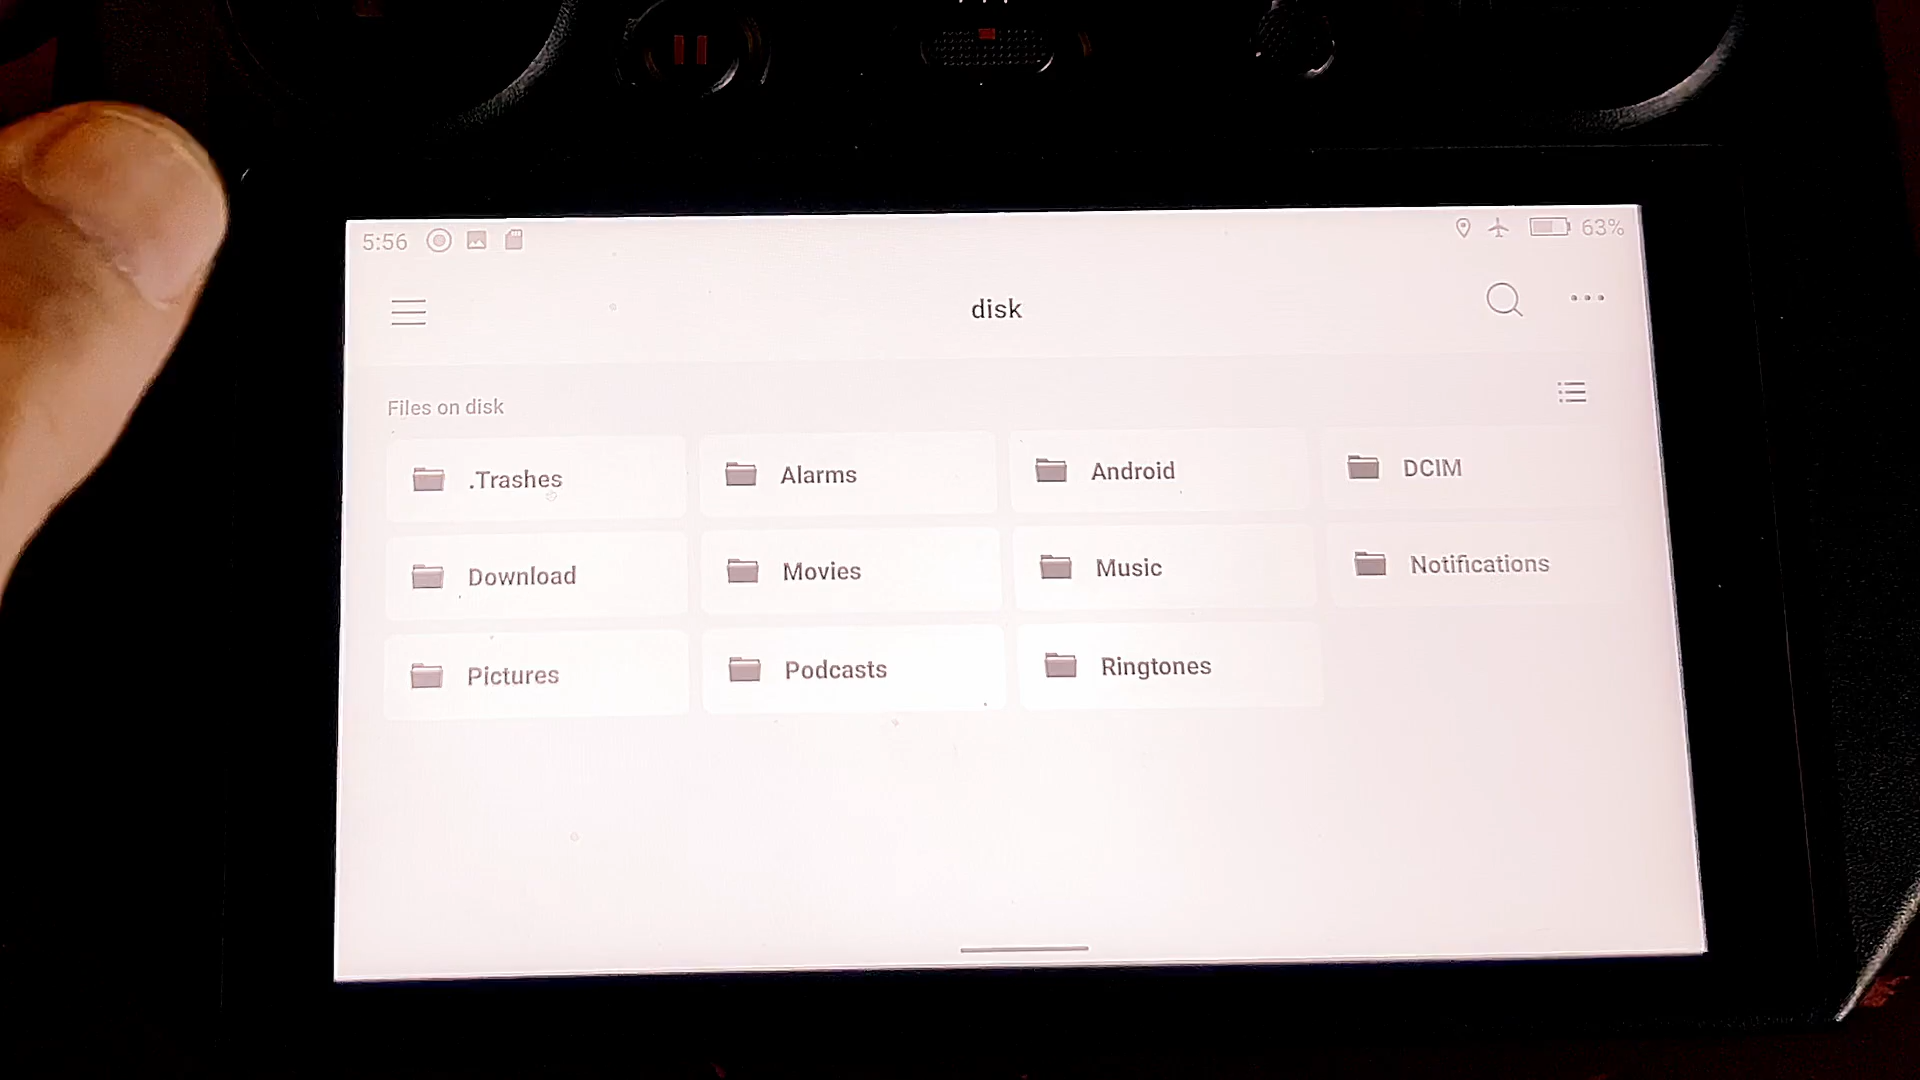 5:56 63%
disk
Files on disk
.Trashes Alarms Android DCIM
Download Movies Music Notifications
Pictures Podcasts Ringtones